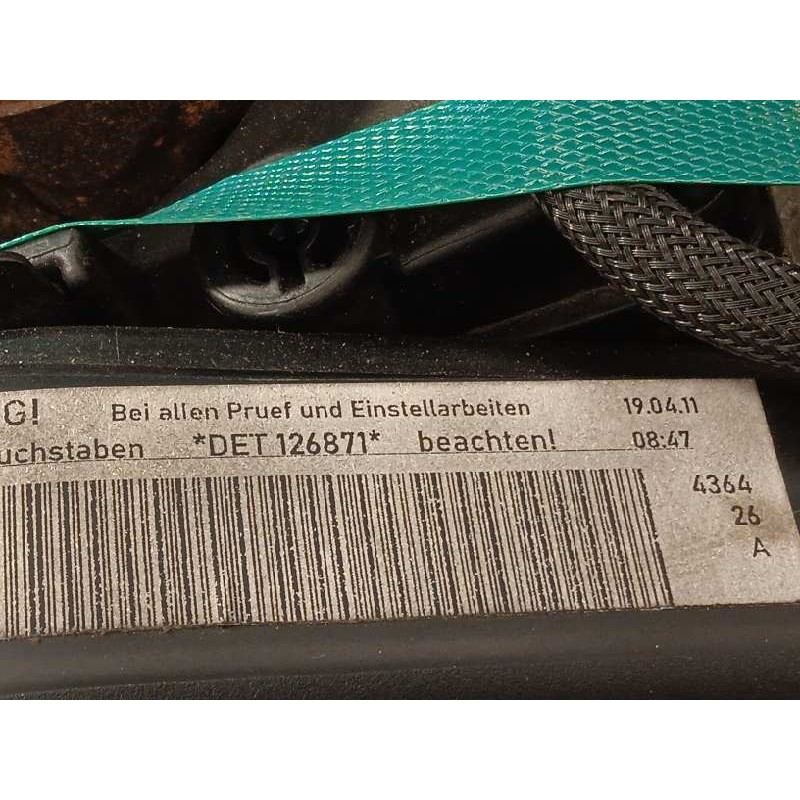 G! Bei allen Pruef und Einstellarbeiten 19.04.11
uchstaben *DET 126871* beachten! 08:47
4364
26
A